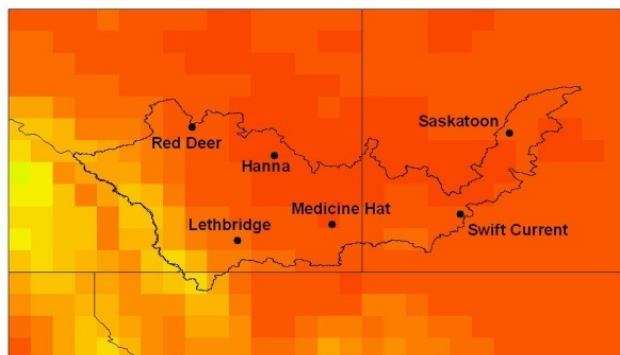 Saskatoon
Red Deer
Hanna
Medicine Hat
Lethbridge
Swift Current